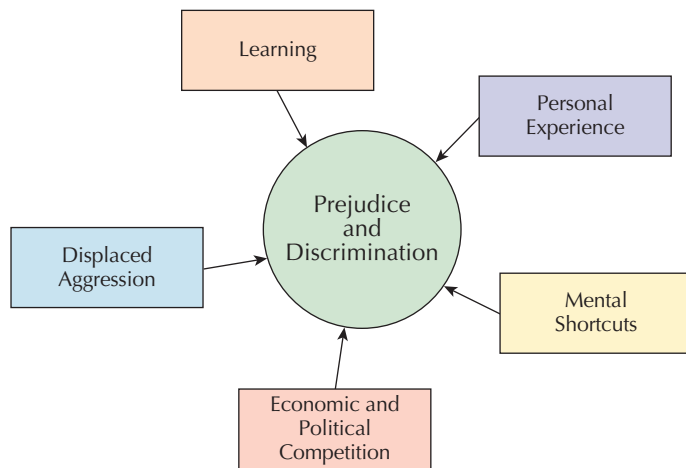 Learning
Personal
Experience
Prejudice
and
Discrimination
Displaced
Aggression
Mental
Shortcuts
Economic and
Political
Competition